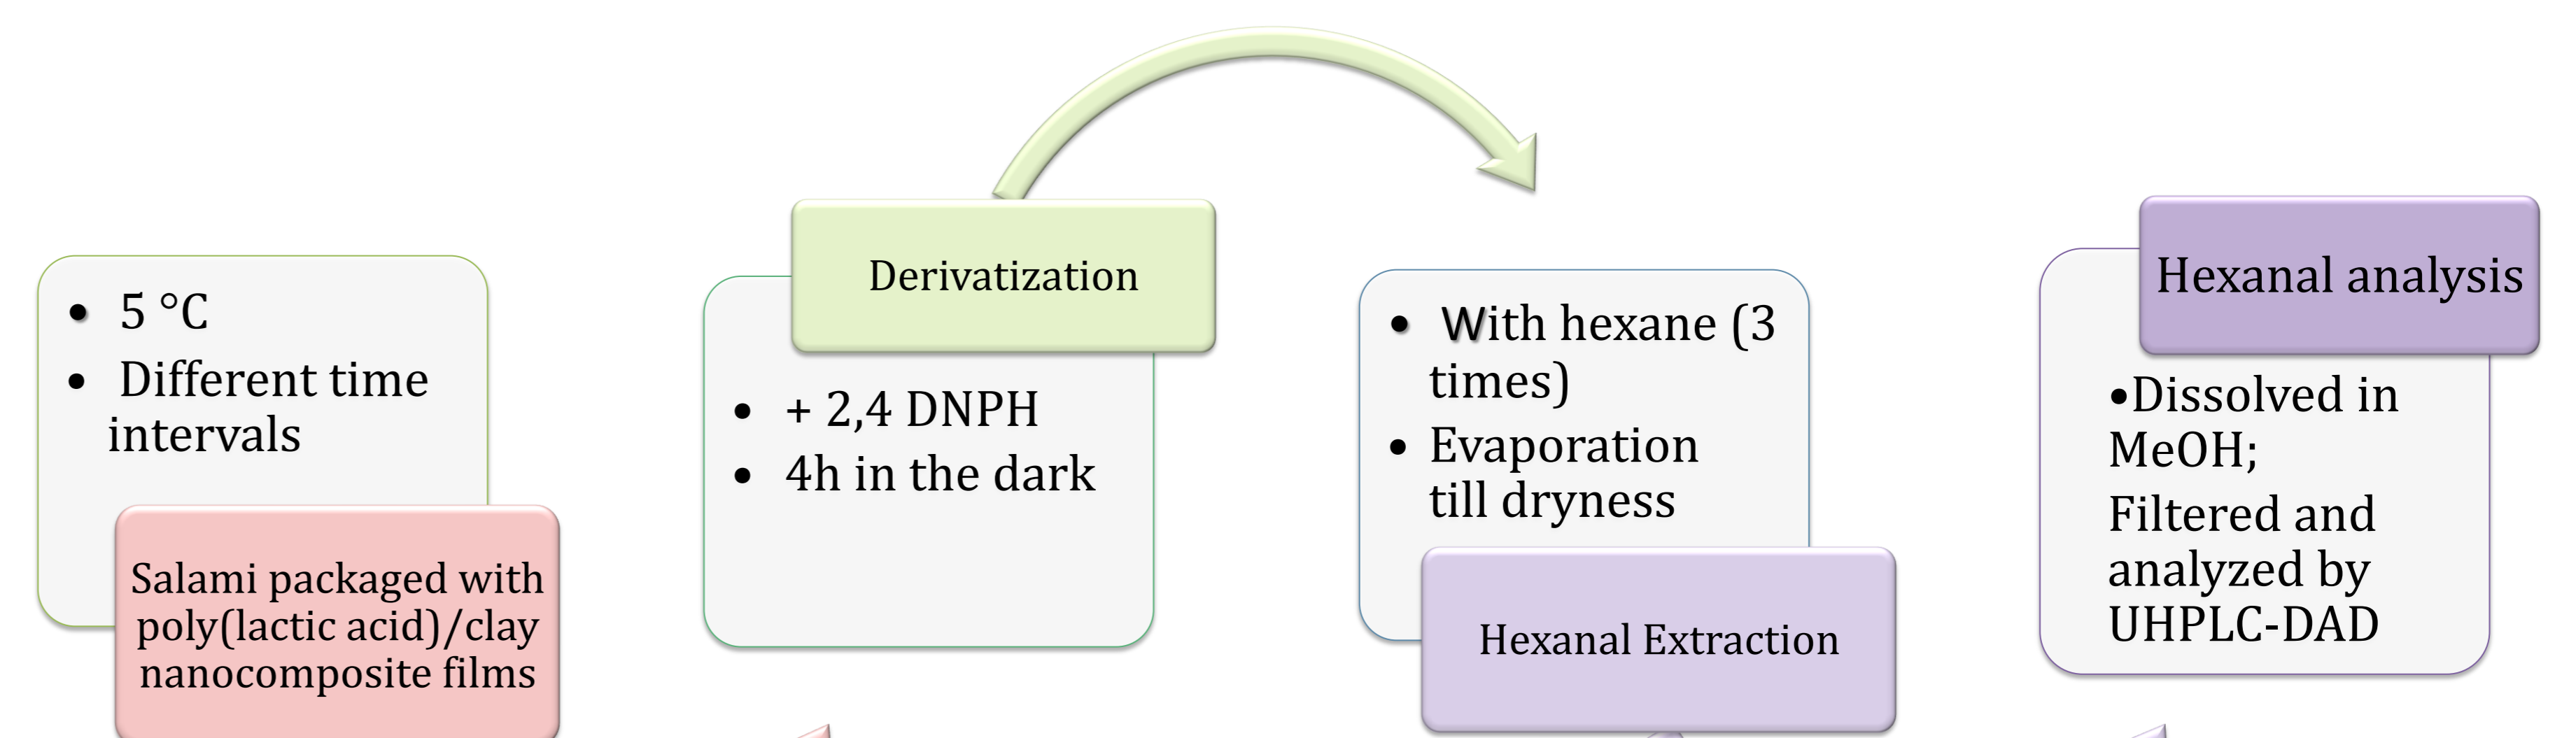 • 5 °C
• Different time
intervals
Salami packaged with
poly(lactic acid)/clay
nanocomposite films
Derivatization
• + 2,4 DNPH
• 4h in the dark
• With hexane (3
times)
• Evaporation
till dryness
Hexanal Extraction
Hexanal analysis
•Dissolved in
MeOH;
Filtered and
analyzed by
UHPLC-DAD